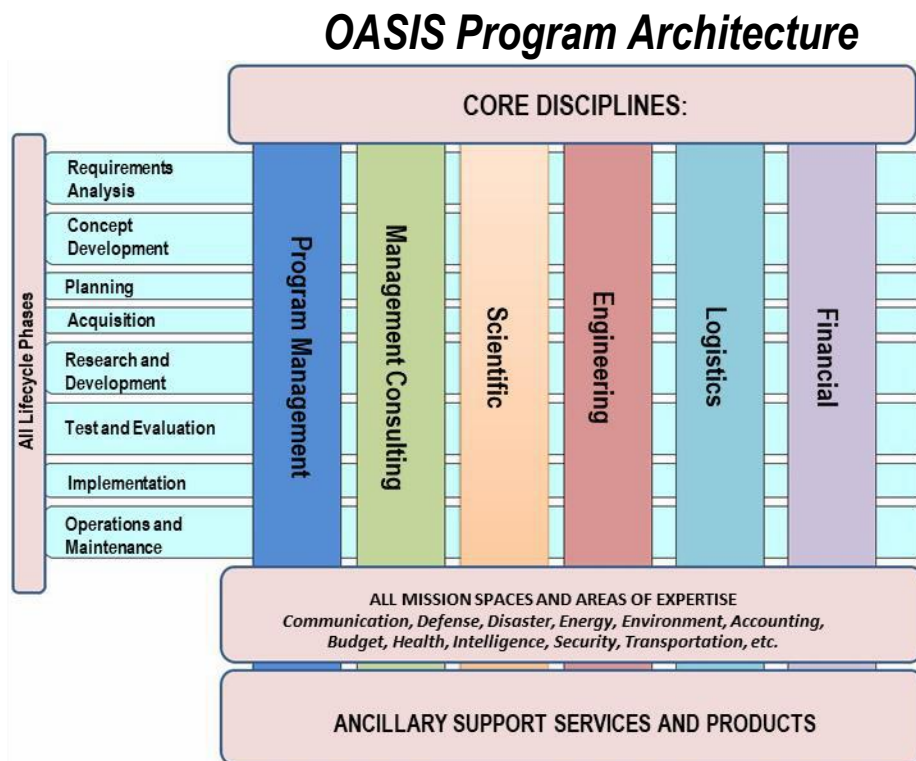 OASIS Program Architecture
CORE DISCIPLINES:
All Lifecycle Phases
Requirements
Analysis
Concept
Development
Planning
Acquisition
Research and
Development
Test and Evaluation
Implementation
Operations and
Maintenance
Program Management
Management Consulting
Scientific
Engineering
Logistics
Financial
ALL MISSION SPACES AND AREAS OF EXPERTISE
Communication, Defense, Disaster, Energy, Environment, Accounting,
Budget, Health, Intelligence, Security, Transportation, etc.
ANCILLARY SUPPORT SERVICES AND PRODUCTS